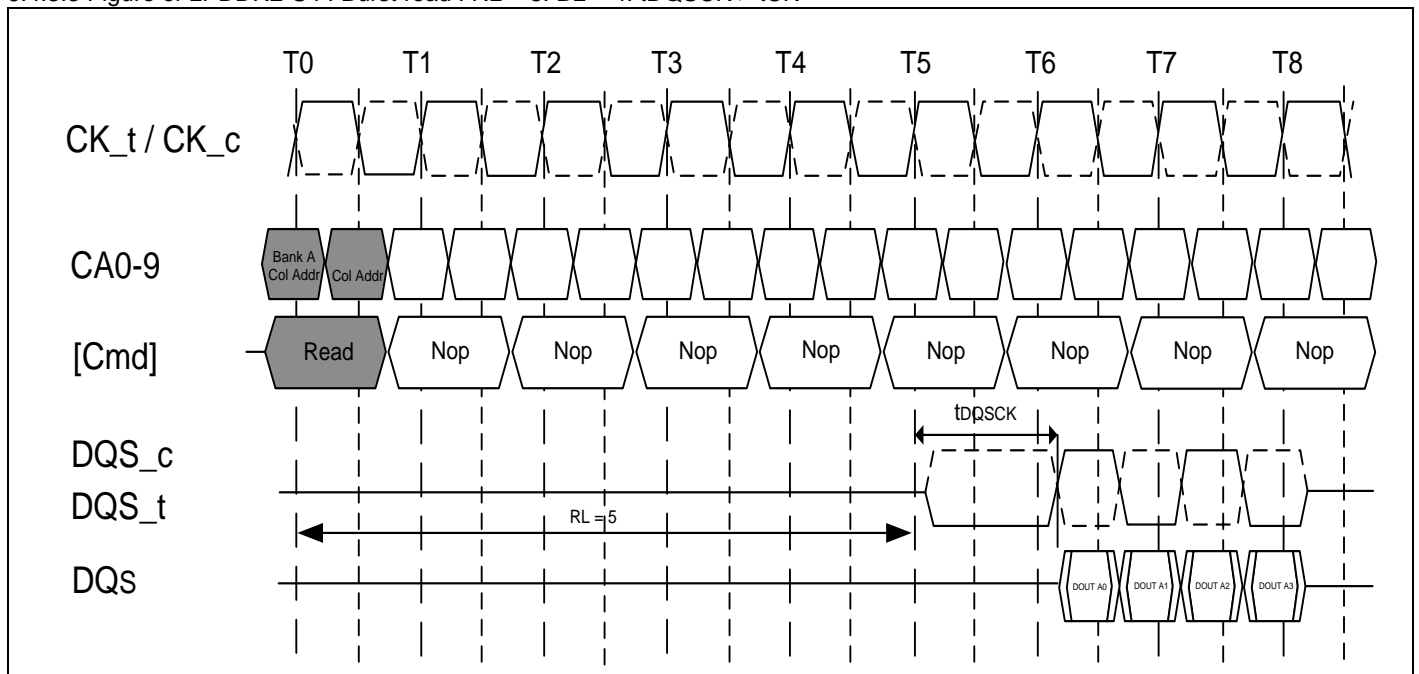 T0 T1 T2 T3 T4 T5 T6 T7 T8
CK_t / CK_c
CA0-9
Bank A
Col Addr
Col Addr
[Cmd]
Read Nop Nop Nop Nop Nop Nop Nop Nop
tDQSCK
DQS_c
DQS_t
RL = 5
DQs
DOUT A0 DOUT A1 DOUT A2 DOUT A3